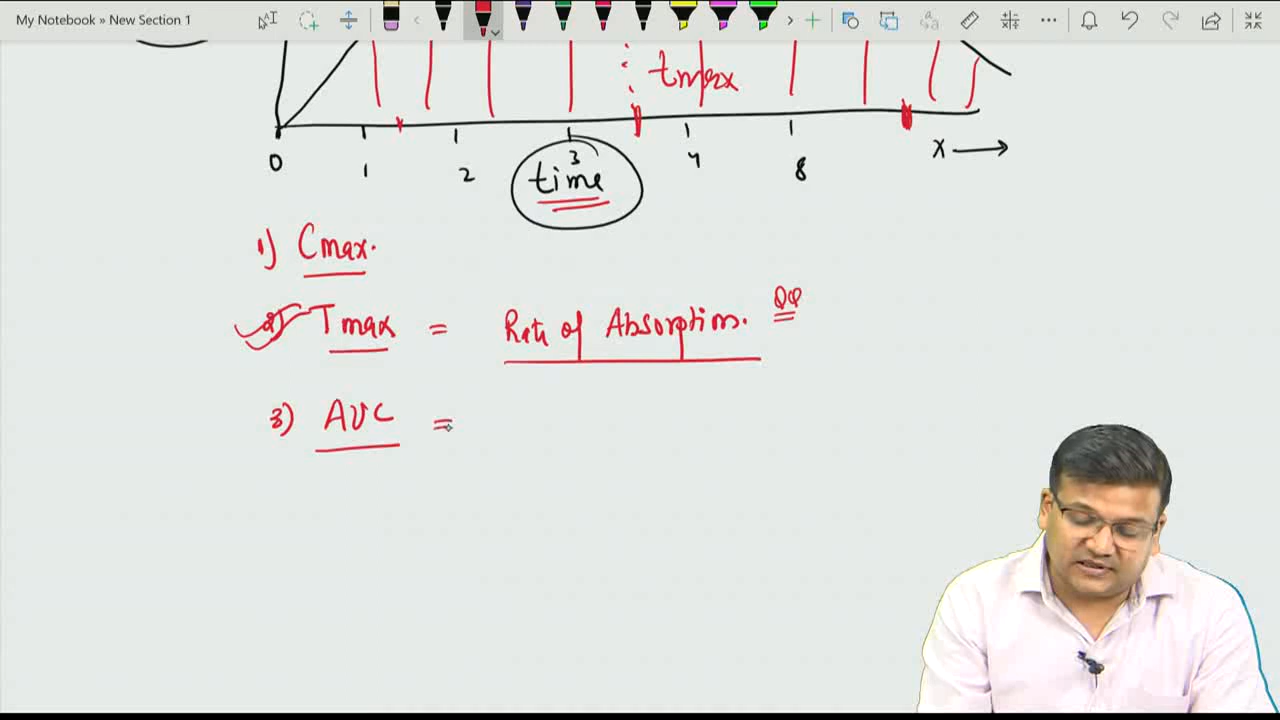 My Notebook » New Section 1
tmax
0 1 2 3 4 8 X
time
1) Cmax.
2) Tmax = Rate of Absorption.
3) AUC =